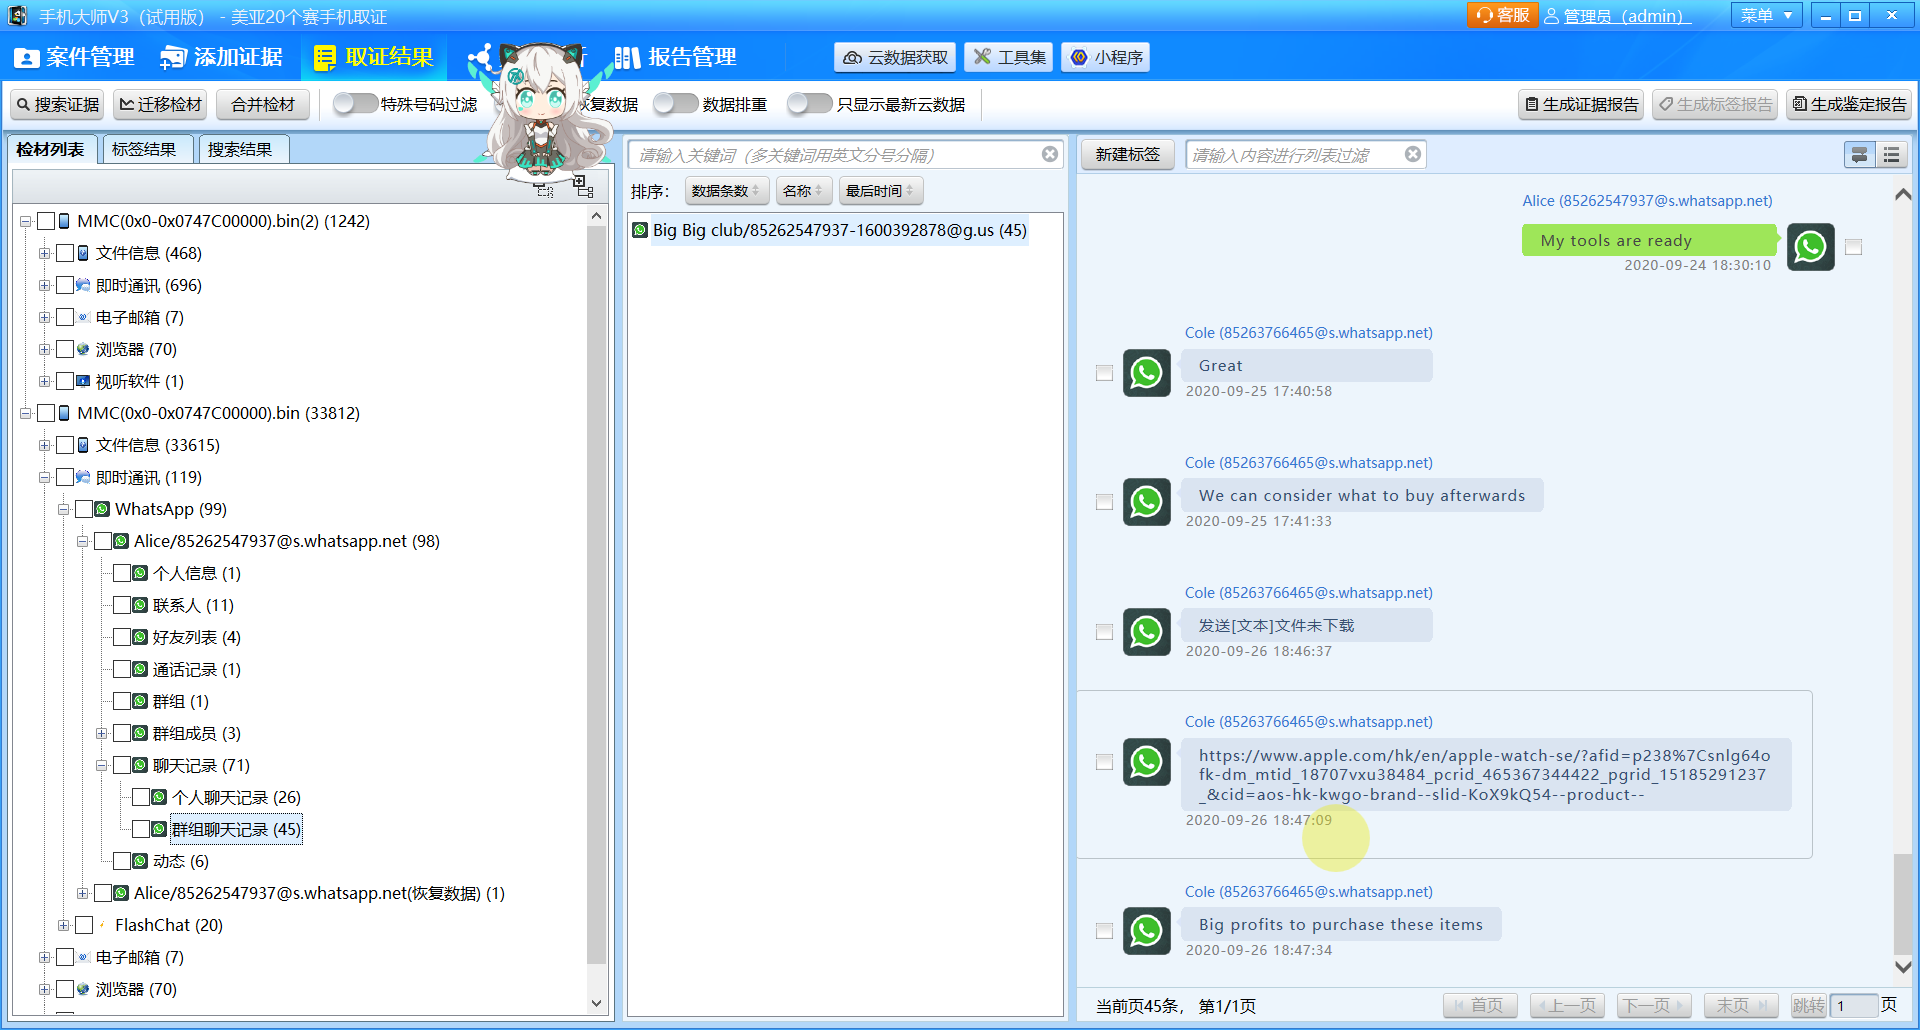 手机大师V3（试用版） - 美亚20个赛手机取证
客服
管理员（admin）
菜单
案件管理
添加证据
取证结果
析
报告管理
云数据获取
工具集
小程序
搜索证据
迁移检材
合并检材
特殊号码过滤
恢复数据
数据排重
只显示最新云数据
生成证据报告
生成标签报告
生成鉴定报告
检材列表
标签结果
搜索结果
MMC(0x0-0x0747C00000).bin(2) (1242)
文件信息 (468)
即时通讯 (696)
电子邮箱 (7)
浏览器 (70)
视听软件 (1)
MMC(0x0-0x0747C00000).bin (33812)
文件信息 (33615)
即时通讯 (119)
WhatsApp (99)
Alice/85262547937@s.whatsapp.net (98)
个人信息 (1)
联系人 (11)
好友列表 (4)
通话记录 (1)
群组 (1)
群组成员 (3)
聊天记录 (71)
个人聊天记录 (26)
群组聊天记录 (45)
动态 (6)
Alice/85262547937@s.whatsapp.net(恢复数据) (1)
FlashChat (20)
电子邮箱 (7)
浏览器 (70)
请输入关键词（多关键词用英文分号分隔）
排序：
数据条数
名称
最后时间
Big Big club/85262547937-1600392878@g.us (45)
新建标签
请输入内容进行列表过滤
Alice (85262547937@s.whatsapp.net)
My tools are ready
2020-09-24 18:30:10
Cole (85263766465@s.whatsapp.net)
Great
2020-09-25 17:40:58
Cole (85263766465@s.whatsapp.net)
We can consider what to buy afterwards
2020-09-25 17:41:33
Cole (85263766465@s.whatsapp.net)
发送[文本]文件未下载
2020-09-26 18:46:37
Cole (85263766465@s.whatsapp.net)
https://www.apple.com/hk/en/apple-watch-se/?afid=p238%7Csnlg64o
fk-dm_mtid_18707vxu38484_pcrid_465367344422_pgrid_15185291237
_&cid=aos-hk-kwgo-brand--slid-KoX9kQ54--product--
2020-09-26 18:47:09
Cole (85263766465@s.whatsapp.net)
Big profits to purchase these items
2020-09-26 18:47:34
当前页45条， 第1/1页
首页
上一页
下一页
末页
跳转
1
页